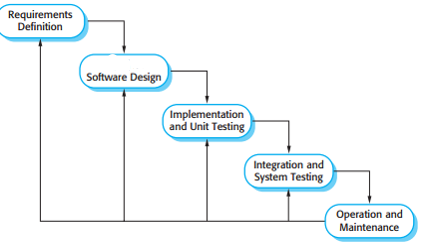 Requirements
Definition
Software Design
Implementation
and Unit Testing
Integration and
System Testing
Operation and
Maintenance